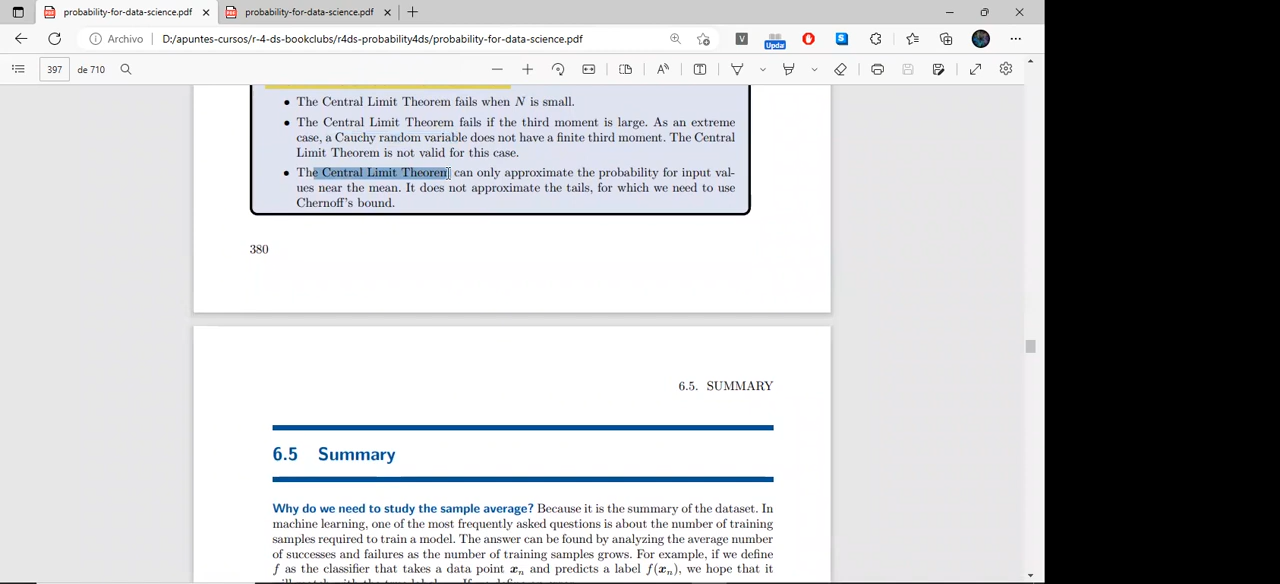 probability-for-data-science.pdf
probability-for-data-science.pdf
Archivo
D:/apuntes-cursos/r-4-ds-bookclubs/r4ds-probability4ds/probability-for-data-science.pdf
V
Upda
S
397
de 710
• The Central Limit Theorem fails when N is small.
• The Central Limit Theorem fails if the third moment is large. As an extreme
case, a Cauchy random variable does not have a finite third moment. The Central
Limit Theorem is not valid for this case.
• The Central Limit Theorem can only approximate the probability for input val-
ues near the mean. It does not approximate the tails, for which we need to use
Chernoff's bound.
380
6.5. SUMMARY
6.5 Summary
Why do we need to study the sample average? Because it is the summary of the dataset. In
machine learning, one of the most frequently asked questions is about the number of training
samples required to train a model. The answer can be found by analyzing the average number
of successes and failures as the number of training samples grows. For example, if we define
f as the classifier that takes a data point xₙ and predicts a label f(xₙ), we hope that it